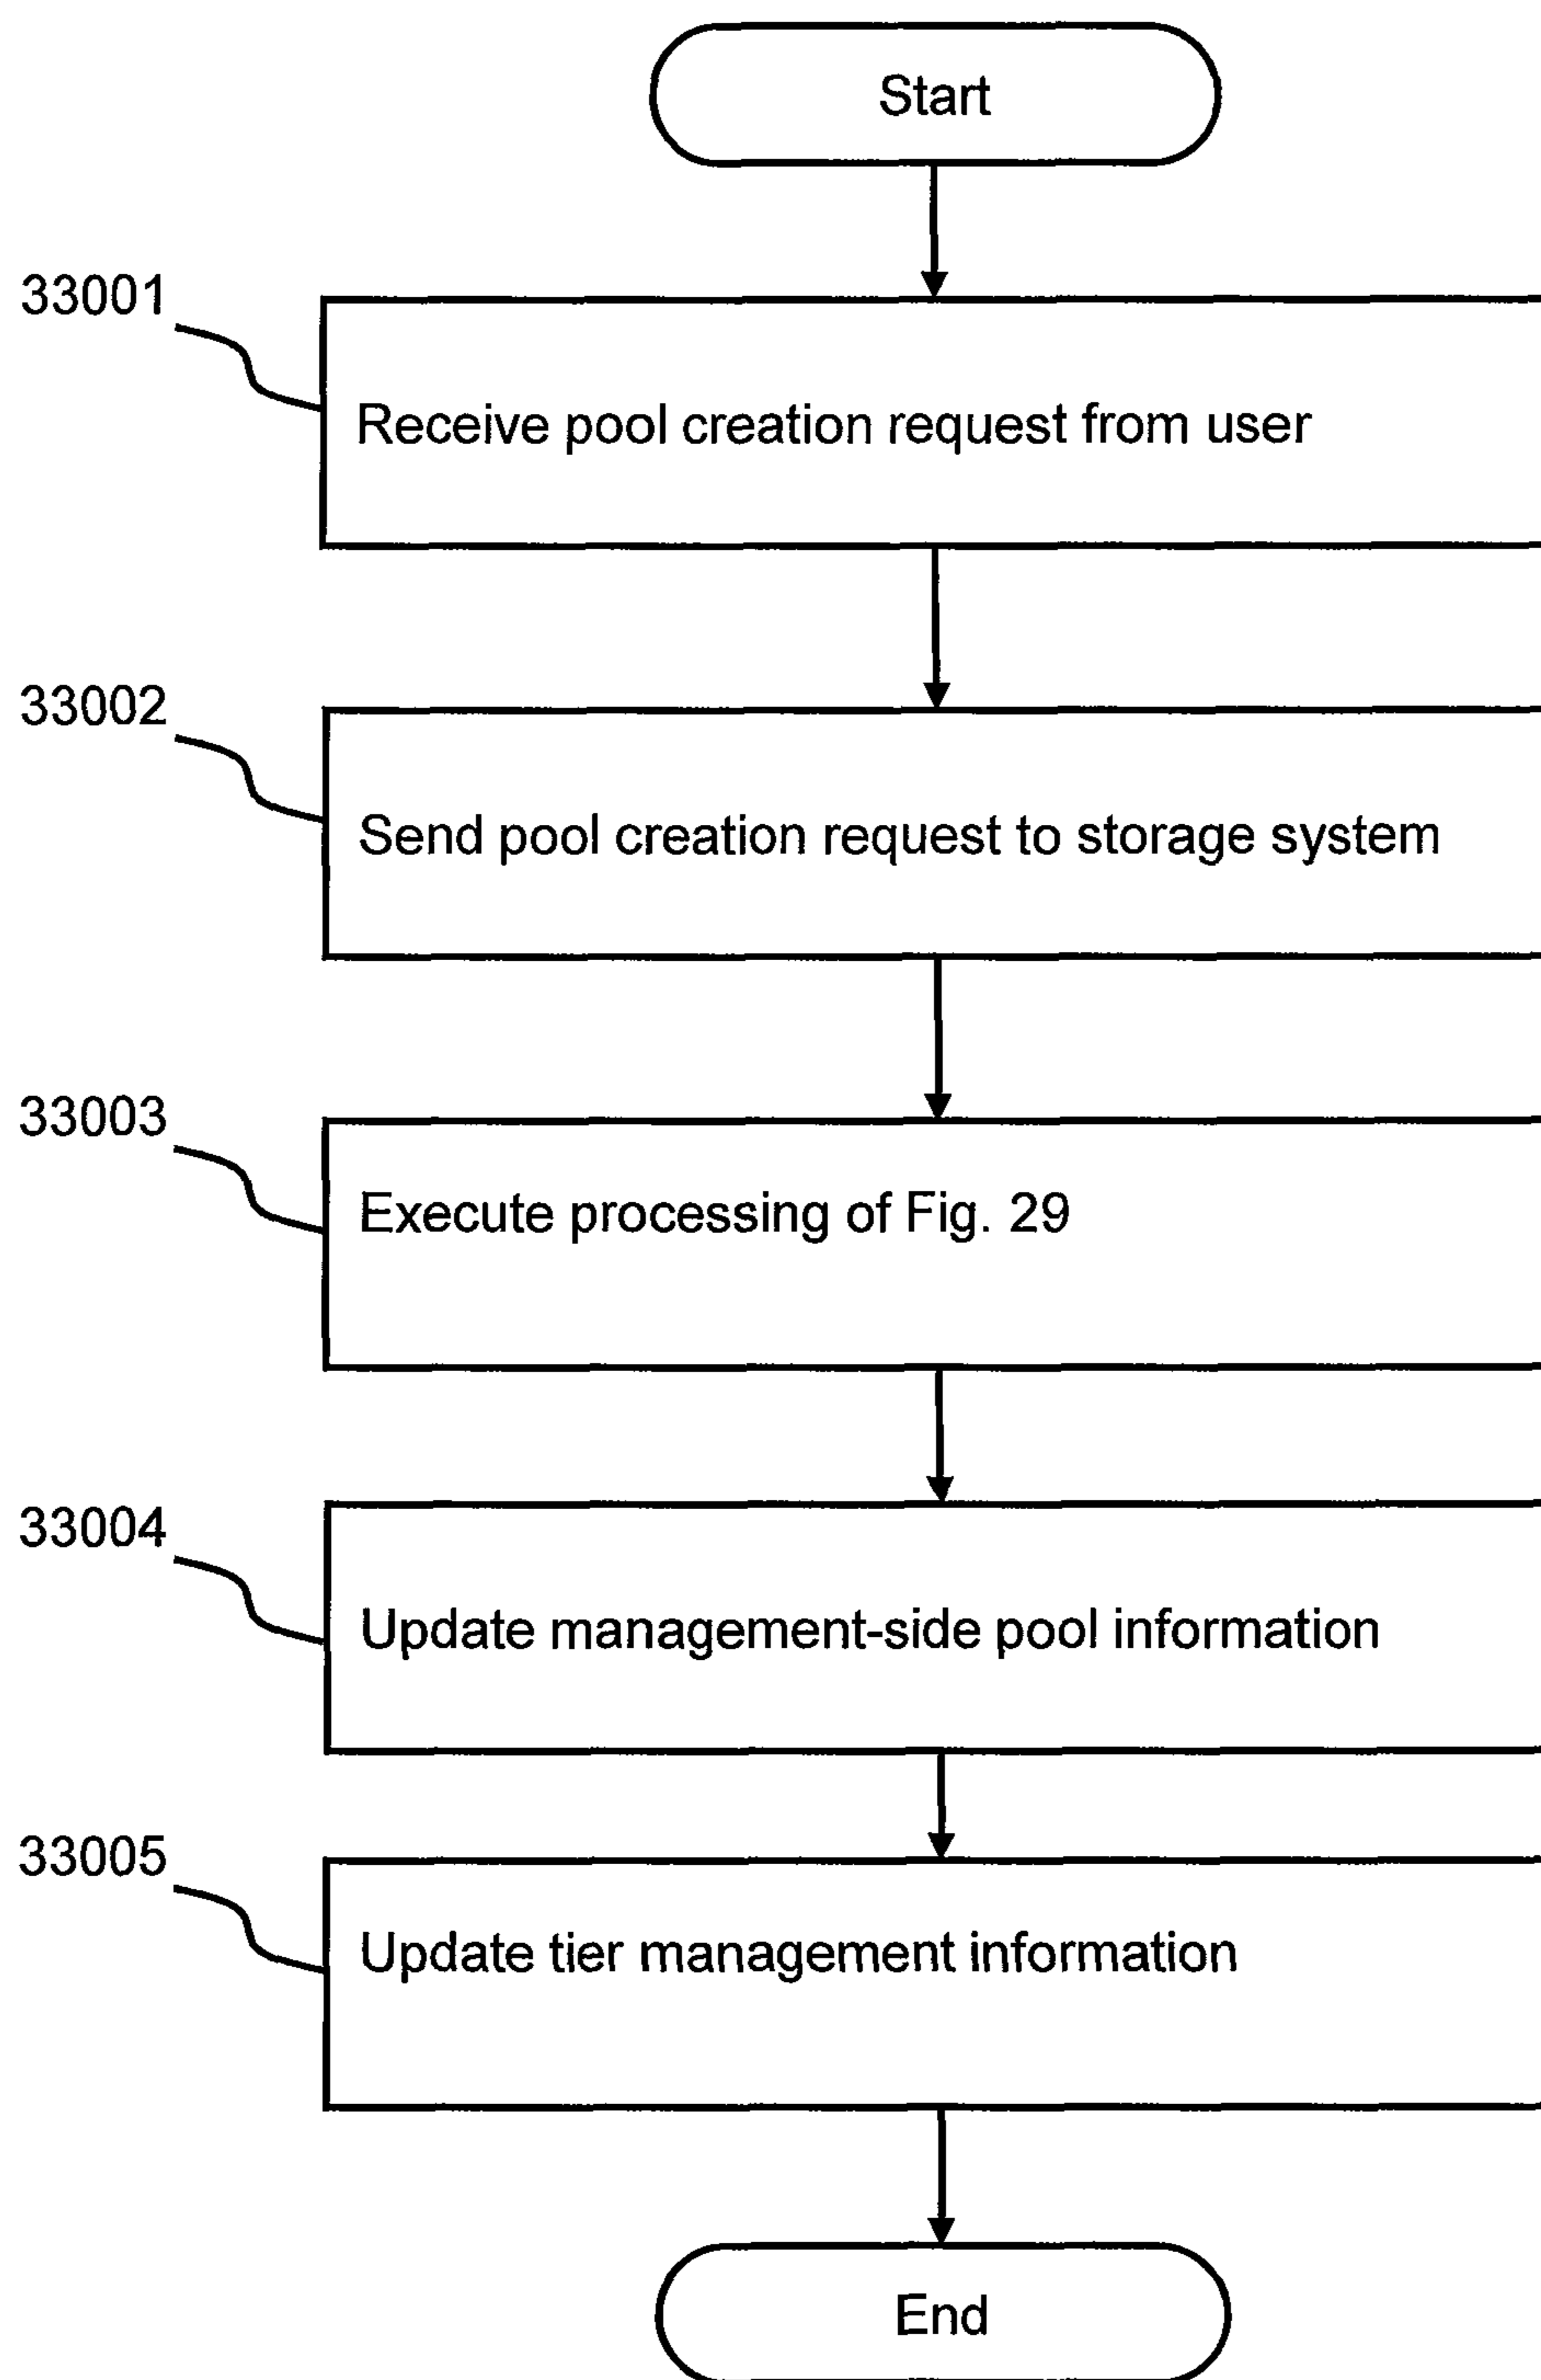 Start
33001
Receive pool creation request from user
33002
Send pool creation request to storage system
33003
Execute processing of Fig. 29
33004
Update management-side pool information
33005
Update tier management information
End